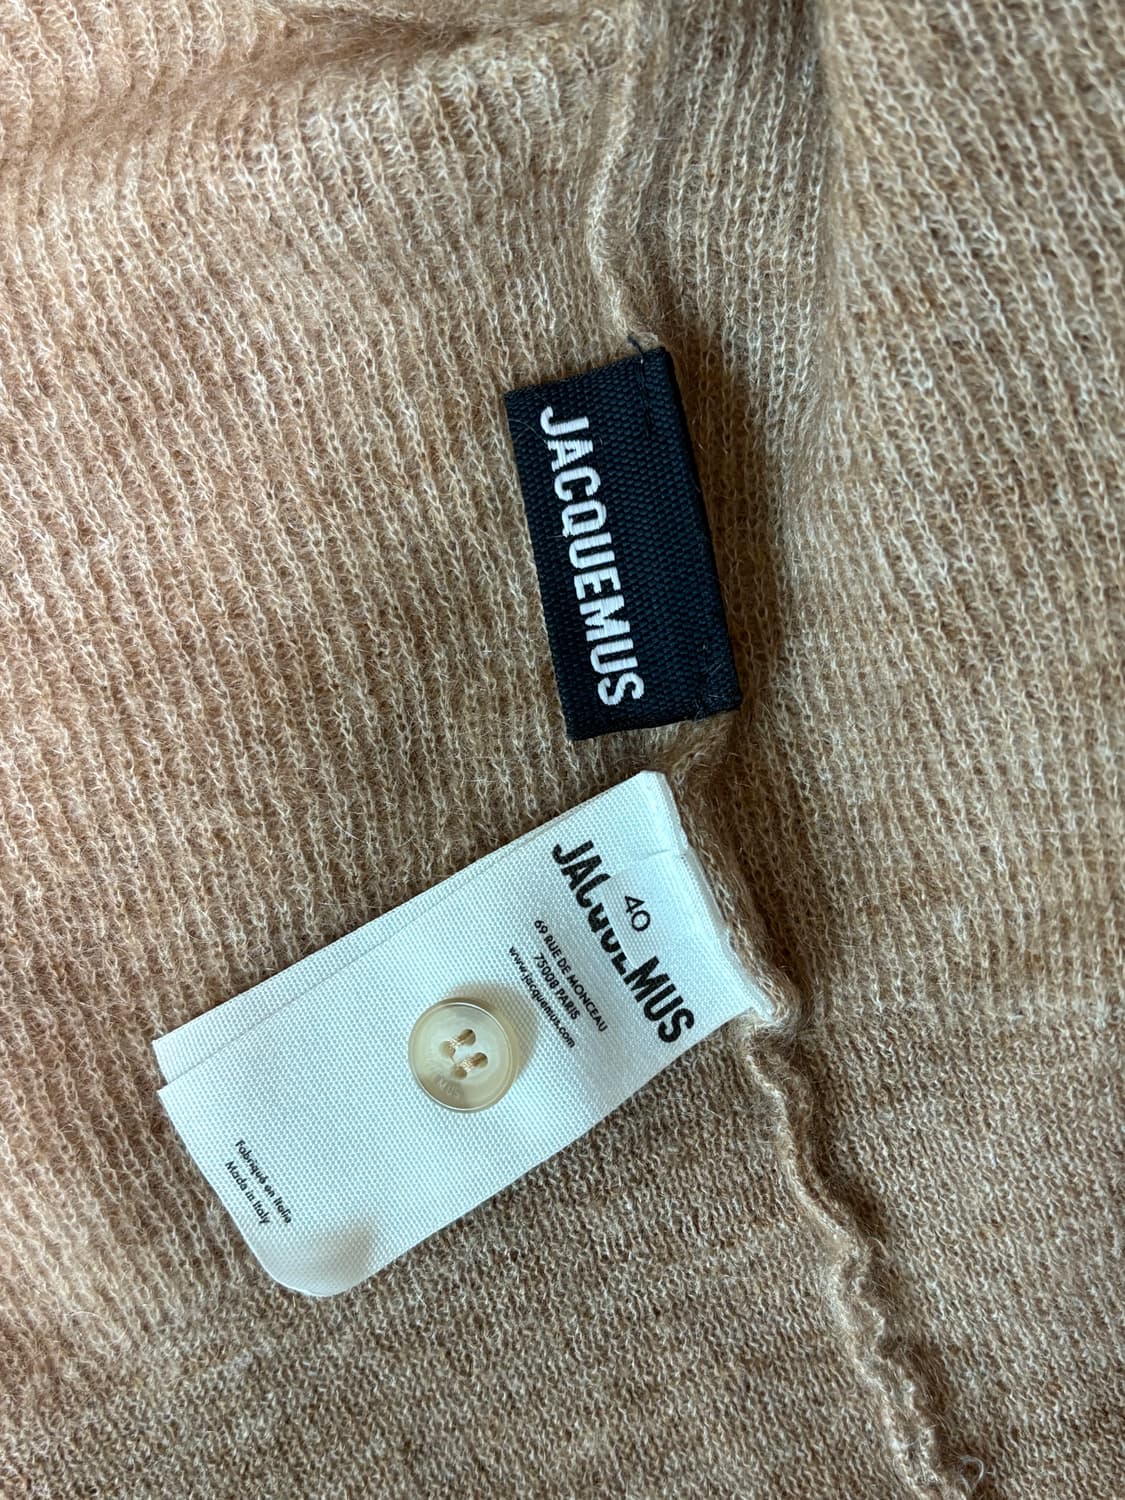 JACQUEMUS
JACQUEMUS
40
69 RUE DE MONCEAU
75008 PARIS
www.jacquemus.com
Fabriqué en Italie
Made in Italy